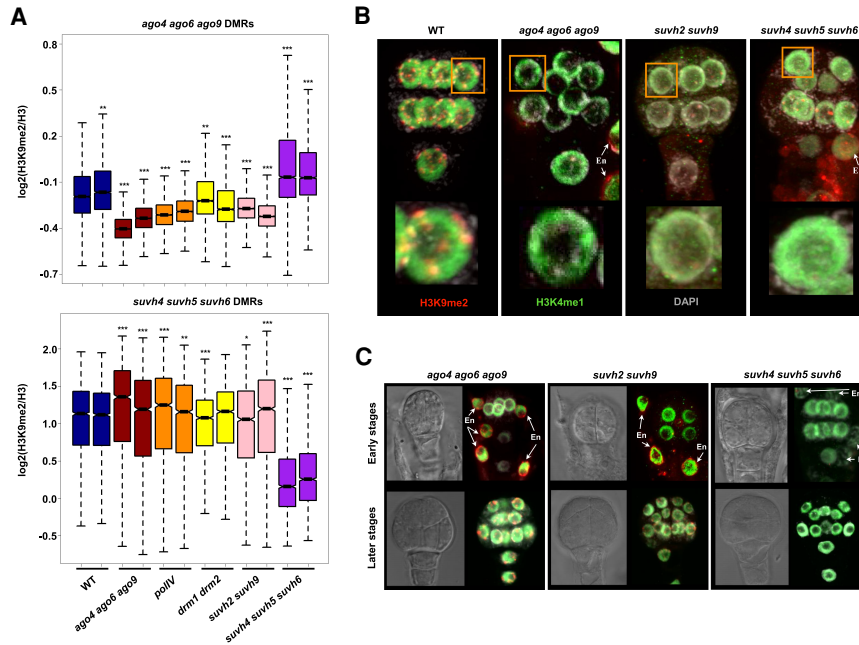 A
ago4 ago6 ago9 DMRs
log2(H3K9me2/H3)
0.8
0.5
0.2
-0.1
-0.4
-0.7
** *** *** *** *** ** *** *** *** *** ***
suvh4 suvh5 suvh6 DMRs
log2(H3K9me2/H3)
2.0
1.5
1.0
0.5
0.0
-0.5
*** *** *** ** *** * *** *** ***
WT
ago4 ago6 ago9
polIV
drm1 drm2
suvh2 suvh9
suvh4 suvh5 suvh6
B
WT
ago4 ago6 ago9
suvh2 suvh9
suvh4 suvh5 suvh6
En
E
H3K9me2
H3K4me1
DAPI
C
ago4 ago6 ago9
suvh2 suvh9
suvh4 suvh5 suvh6
Early stages
En
En
En
En
En
Later stages